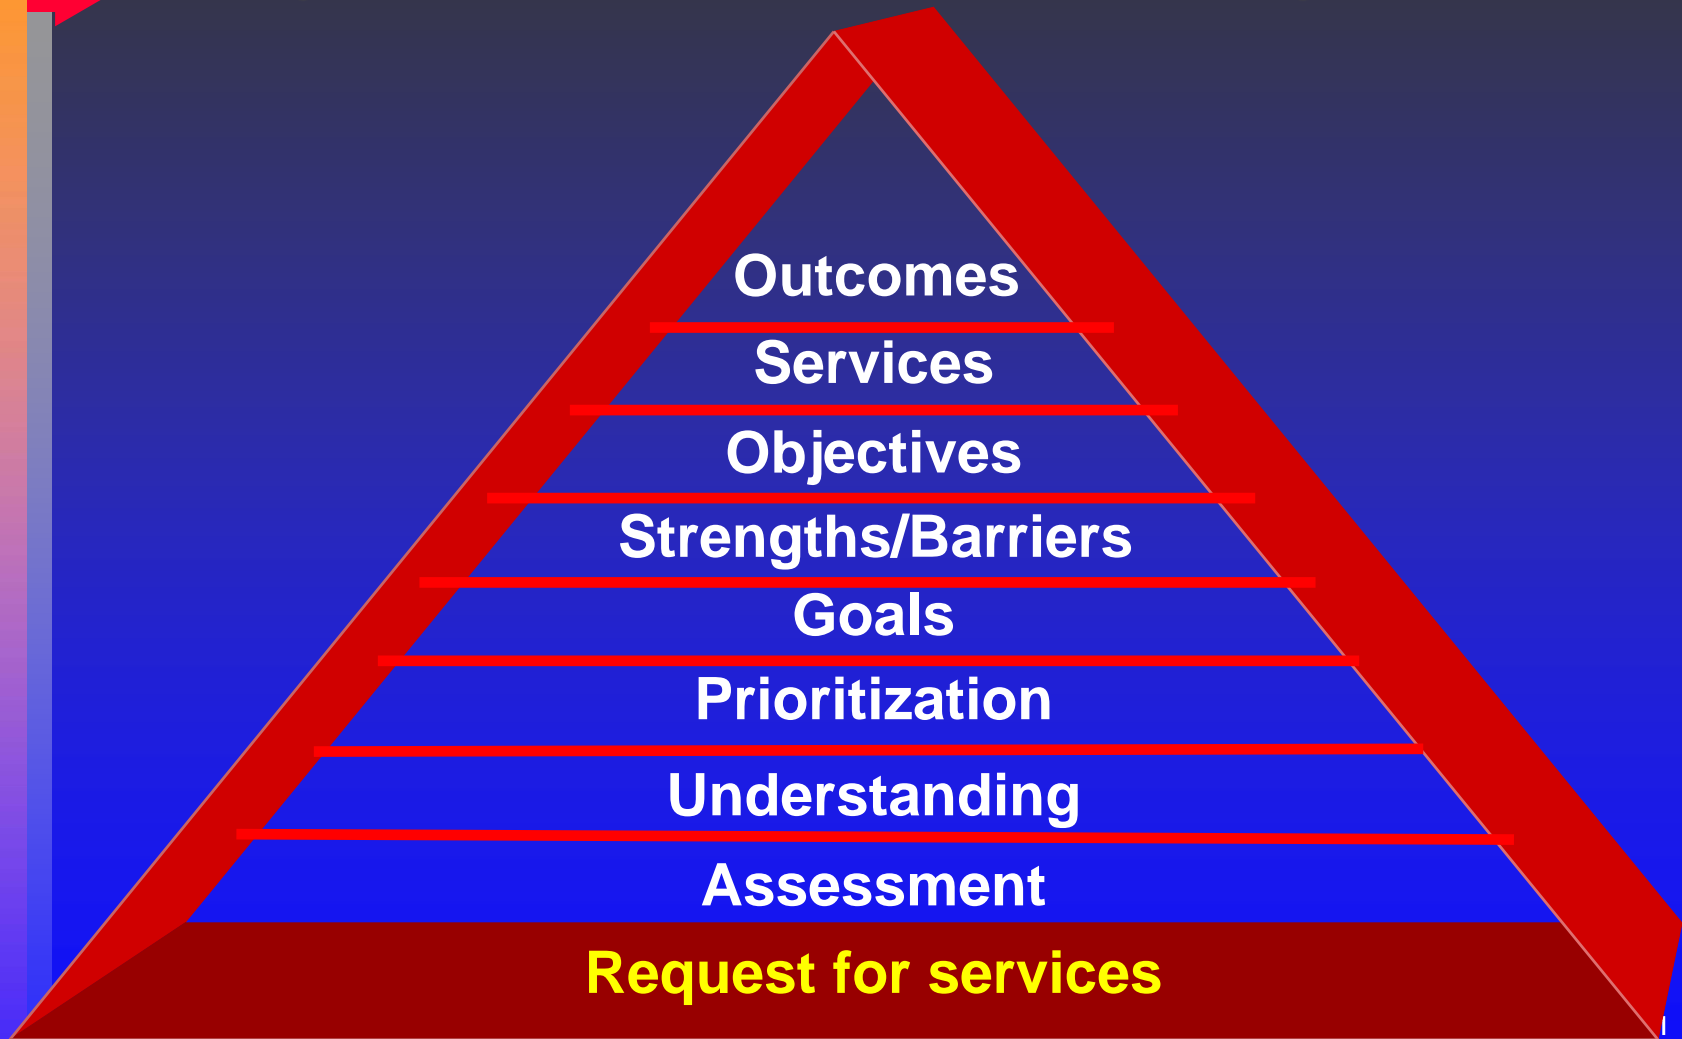 Outcomes
Services
Objectives
Strengths/Barriers
Goals
Prioritization
Understanding
Assessment
Request for services